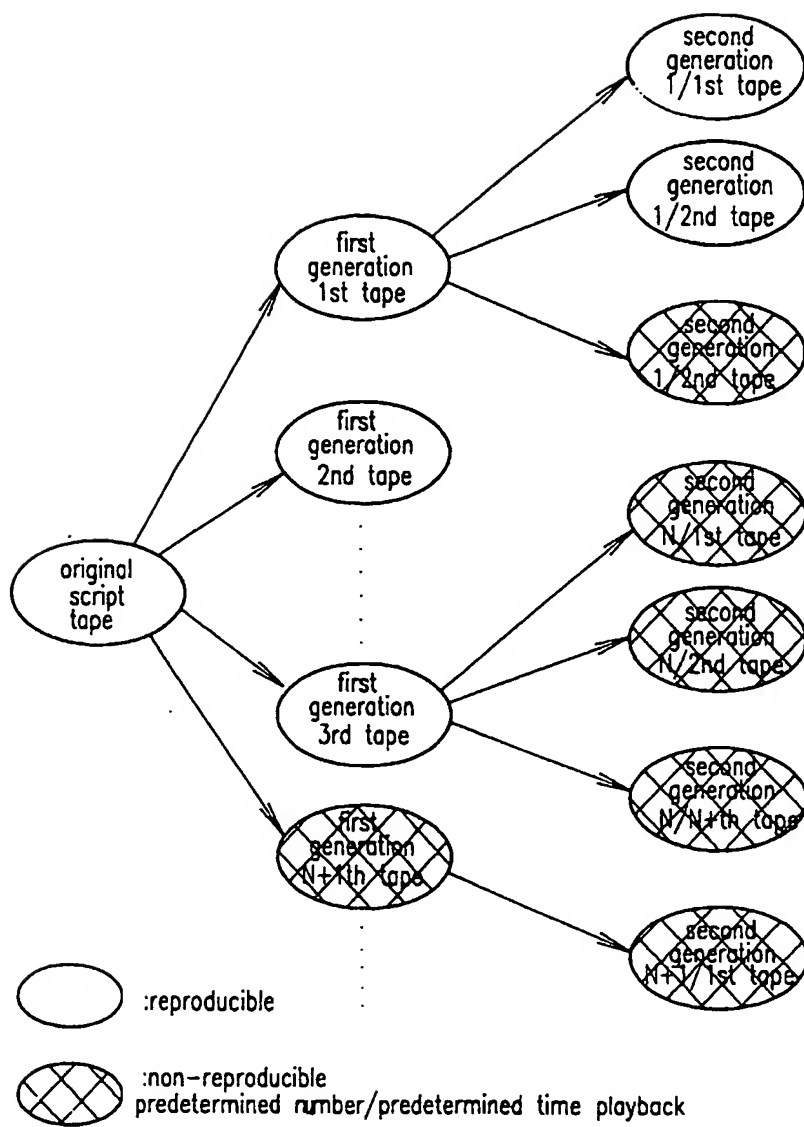 second
generation
1/1st tape
second
generation
1/2nd tape
first
generation
1st tape
second
generation
1/2nd tape
first
generation
2nd tape
second
generation
N/1st tape
original
script
tape
second
generation
N/2nd tape
first
generation
3rd tape
second
generation
N/N+th tape
first
generation
N+1th tape
second
generation
N+1/1st tape
:reproducible
:non-reproducible
predetermined number/predetermined time playback